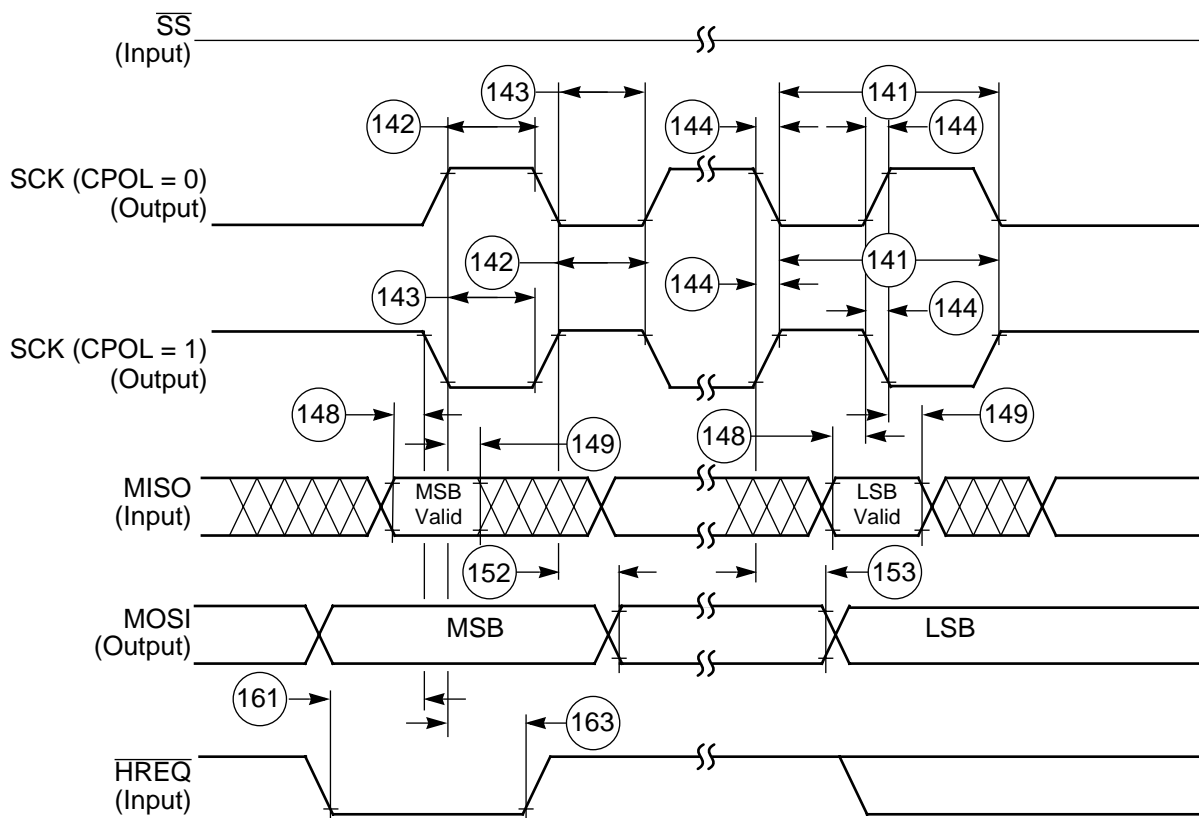 SS
(Input)
143
141
142
144
144
SCK (CPOL = 0)
(Output)
142
141
143
144
144
SCK (CPOL = 1)
(Output)
148
149
148
149
MISO
(Input)
MSB
Valid
LSB
Valid
152
153
MOSI
(Output)
MSB
LSB
161
163
HREQ
(Input)